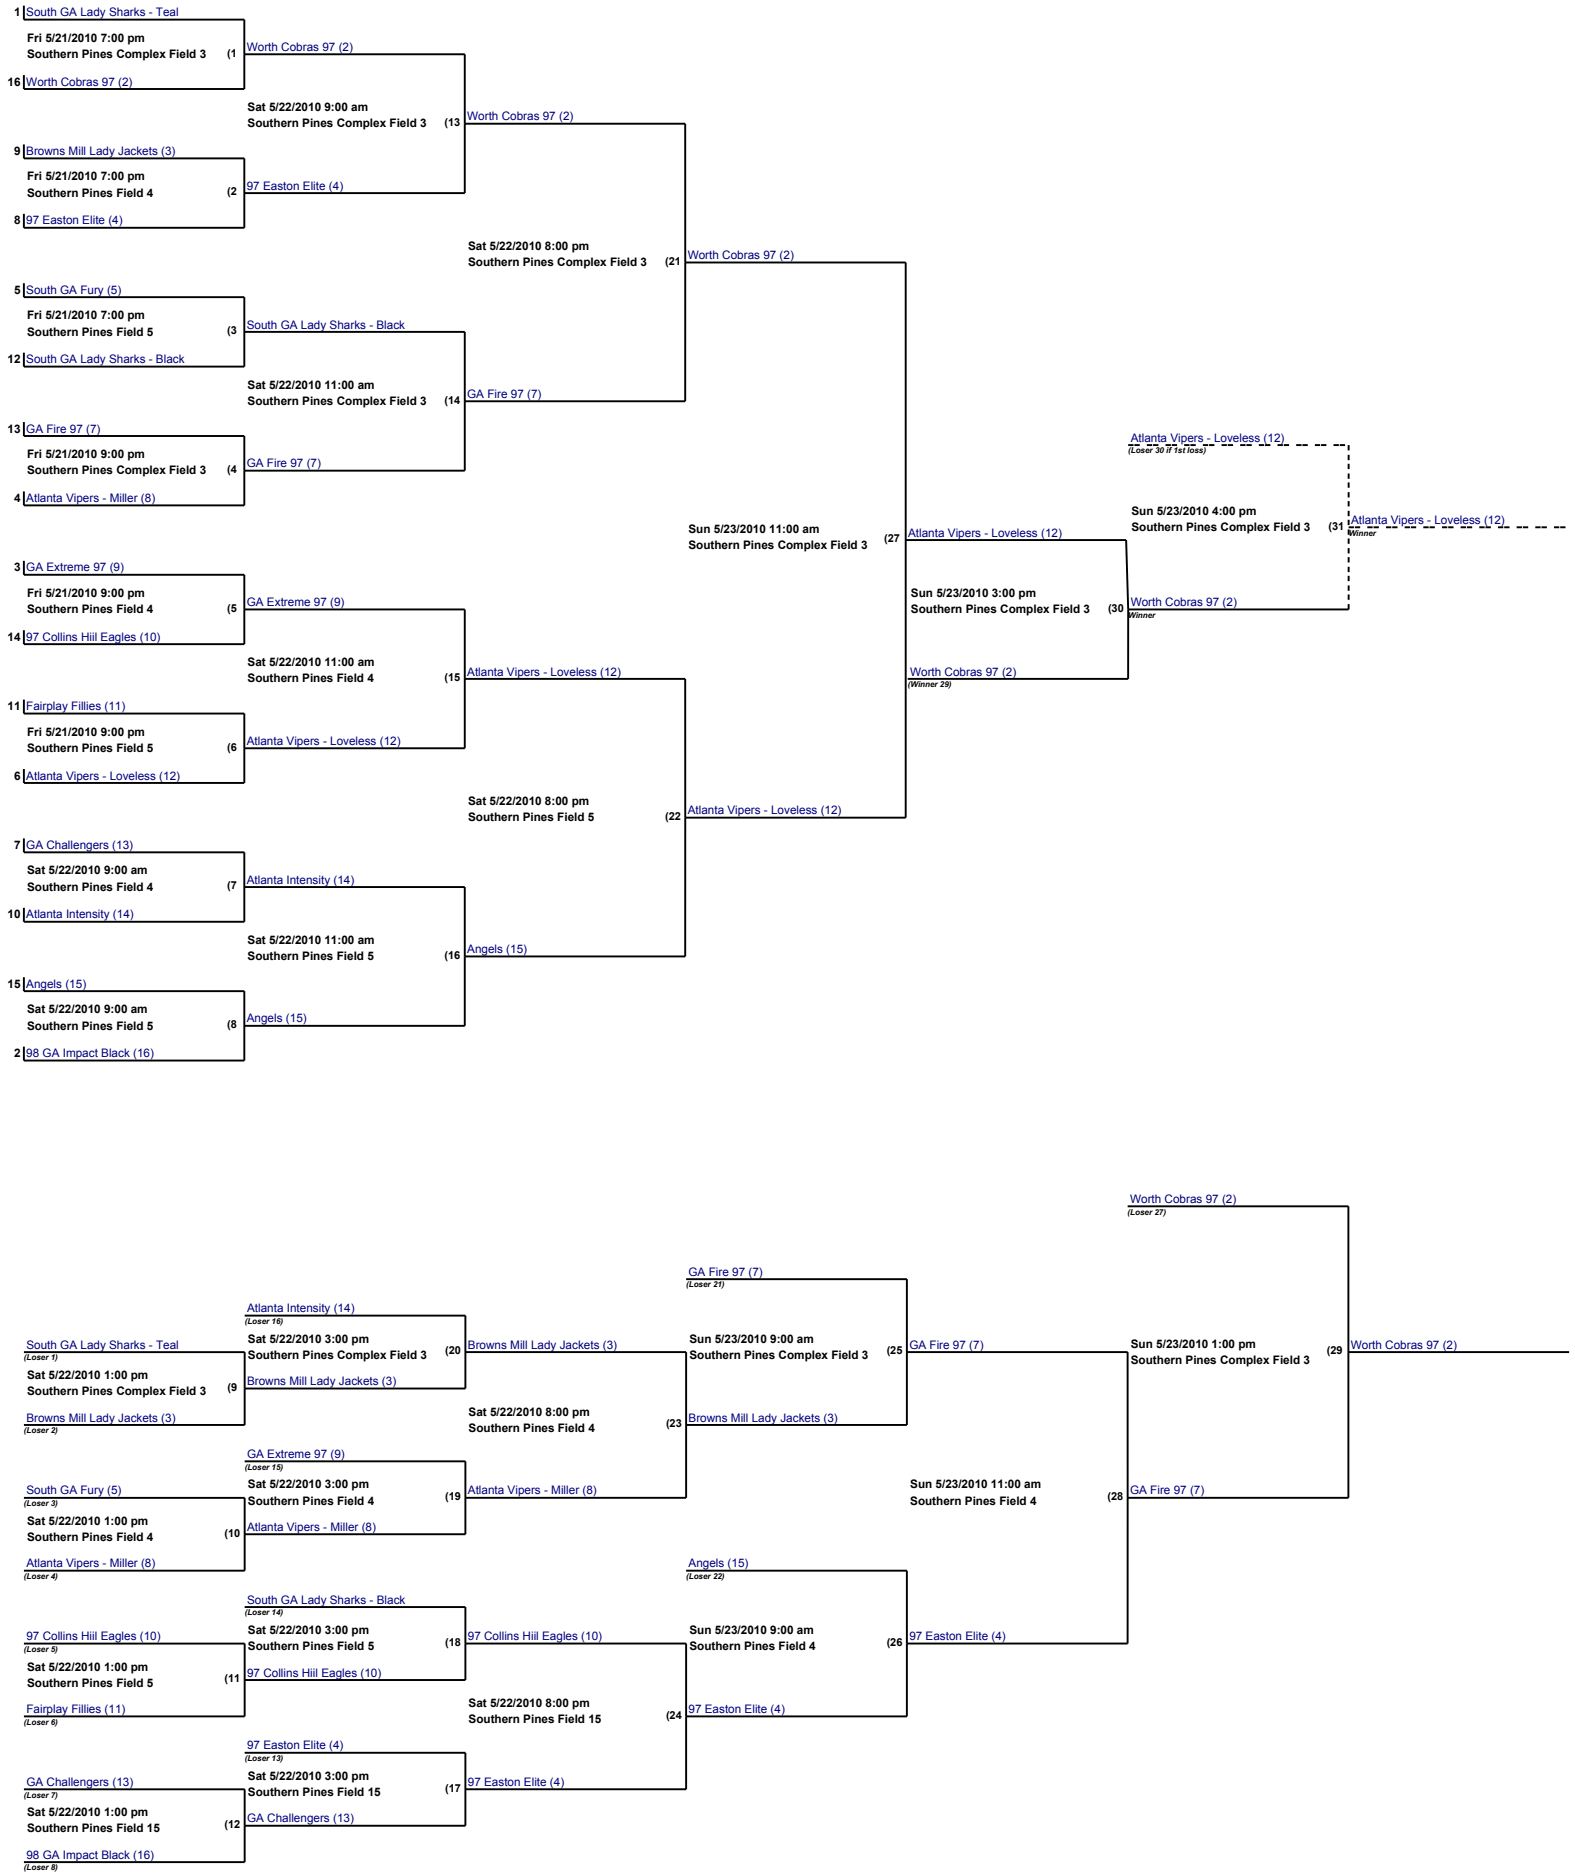 1 South GA Lady Sharks - Teal
Fri 5/21/2010 7:00 pm
Southern Pines Complex Field 3 (1
Worth Cobras 97 (2)
16 Worth Cobras 97 (2)
Sat 5/22/2010 9:00 am
Southern Pines Complex Field 3 (13
Worth Cobras 97 (2)
9 Browns Mill Lady Jackets (3)
Fri 5/21/2010 7:00 pm
Southern Pines Field 4 (2
97 Easton Elite (4)
8 97 Easton Elite (4)
Sat 5/22/2010 8:00 pm
Southern Pines Complex Field 3 (21
Worth Cobras 97 (2)
5 South GA Fury (5)
Fri 5/21/2010 7:00 pm
Southern Pines Field 5 (3
South GA Lady Sharks - Black
12 South GA Lady Sharks - Black
Sat 5/22/2010 11:00 am
Southern Pines Complex Field 3 (14
GA Fire 97 (7)
13 GA Fire 97 (7)
Fri 5/21/2010 9:00 pm
Southern Pines Complex Field 3 (4
GA Fire 97 (7)
4 Atlanta Vipers - Miller (8)
Atlanta Vipers - Loveless (12)
(Loser 30 if 1st loss)
Sun 5/23/2010 4:00 pm
Southern Pines Complex Field 3 (31
Atlanta Vipers - Loveless (12)
Winner
Sun 5/23/2010 11:00 am
Southern Pines Complex Field 3 (27
Atlanta Vipers - Loveless (12)
3 GA Extreme 97 (9)
Fri 5/21/2010 9:00 pm
Southern Pines Field 4 (5
GA Extreme 97 (9)
14 97 Collins Hiil Eagles (10)
Sun 5/23/2010 3:00 pm
Southern Pines Complex Field 3 (30
Worth Cobras 97 (2)
Winner
Sat 5/22/2010 11:00 am
Southern Pines Field 4 (15
Atlanta Vipers - Loveless (12)
Worth Cobras 97 (2)
(Winner 29)
11 Fairplay Fillies (11)
Fri 5/21/2010 9:00 pm
Southern Pines Field 5 (6
Atlanta Vipers - Loveless (12)
6 Atlanta Vipers - Loveless (12)
Sat 5/22/2010 8:00 pm
Southern Pines Field 5 (22
Atlanta Vipers - Loveless (12)
7 GA Challengers (13)
Sat 5/22/2010 9:00 am
Southern Pines Field 4 (7
Atlanta Intensity (14)
10 Atlanta Intensity (14)
Sat 5/22/2010 11:00 am
Southern Pines Field 5 (16
Angels (15)
15 Angels (15)
Sat 5/22/2010 9:00 am
Southern Pines Field 5 (8
Angels (15)
2 98 GA Impact Black (16)
Worth Cobras 97 (2)
(Loser 27)
GA Fire 97 (7)
(Loser 21)
Atlanta Intensity (14)
(Loser 16)
South GA Lady Sharks - Teal
(Loser 1)
Sat 5/22/2010 3:00 pm
Southern Pines Complex Field 3 (20
Browns Mill Lady Jackets (3)
Sun 5/23/2010 9:00 am
Southern Pines Complex Field 3 (25
GA Fire 97 (7)
Sun 5/23/2010 1:00 pm
Southern Pines Complex Field 3 (29
Worth Cobras 97 (2)
Sat 5/22/2010 1:00 pm
Southern Pines Complex Field 3 (9
Browns Mill Lady Jackets (3)
Browns Mill Lady Jackets (3)
(Loser 2)
Sat 5/22/2010 8:00 pm
Southern Pines Field 4 (23
Browns Mill Lady Jackets (3)
GA Extreme 97 (9)
(Loser 15)
South GA Fury (5)
(Loser 3)
Sat 5/22/2010 3:00 pm
Southern Pines Field 4 (19
Atlanta Vipers - Miller (8)
Sun 5/23/2010 11:00 am
Southern Pines Field 4 (28
GA Fire 97 (7)
Sat 5/22/2010 1:00 pm
Southern Pines Field 4 (10
Atlanta Vipers - Miller (8)
Atlanta Vipers - Miller (8)
(Loser 4)
Angels (15)
(Loser 22)
South GA Lady Sharks - Black
(Loser 14)
97 Collins Hiil Eagles (10)
(Loser 5)
Sat 5/22/2010 3:00 pm
Southern Pines Field 5 (18
97 Collins Hiil Eagles (10)
Sun 5/23/2010 9:00 am
Southern Pines Field 4 (26
97 Easton Elite (4)
Sat 5/22/2010 1:00 pm
Southern Pines Field 5 (11
97 Collins Hiil Eagles (10)
Fairplay Fillies (11)
(Loser 6)
Sat 5/22/2010 8:00 pm
Southern Pines Field 15 (24
97 Easton Elite (4)
97 Easton Elite (4)
(Loser 13)
GA Challengers (13)
(Loser 7)
Sat 5/22/2010 3:00 pm
Southern Pines Field 15 (17
97 Easton Elite (4)
Sat 5/22/2010 1:00 pm
Southern Pines Field 15 (12
GA Challengers (13)
98 GA Impact Black (16)
(Loser 8)